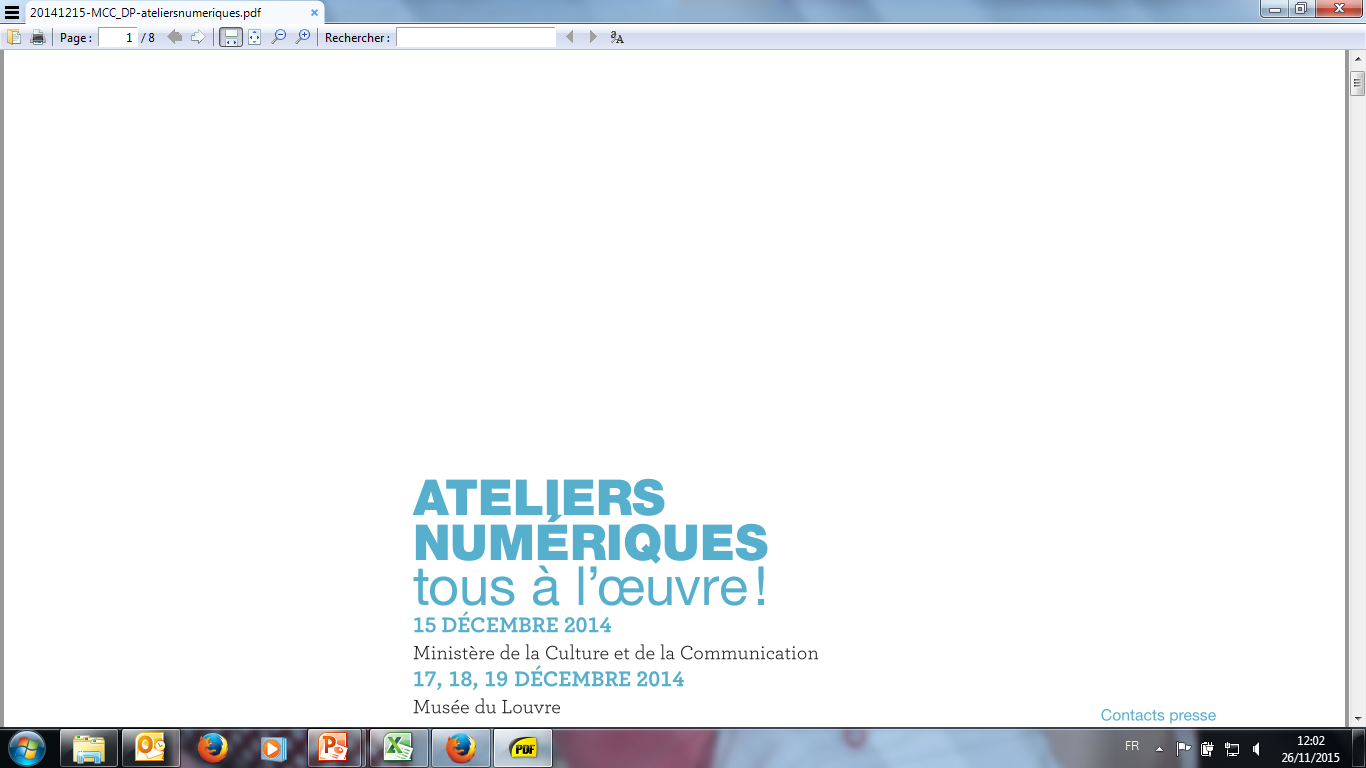 20141215-MCC_DP-ateliersnumeriques.pdf
Page : 1 / 8 Rechercher :
ATELIERS
NUMÉRIQUES
tous à l’œuvre !
15 DÉCEMBRE 2014
Ministère de la Culture et de la Communication
17, 18, 19 DÉCEMBRE 2014
Musée du Louvre
Contacts presse
PDF
FR
12:02
26/11/2015